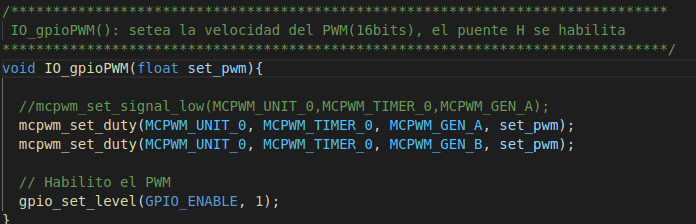 /*******************************************************************************
IO_gpioPWM(): setea la velocidad del PWM(16bits), el puente H se habilita
********************************************************************************/
void IO_gpioPWM(float set_pwm){
//mcpwm_set_signal_low(MCPWM_UNIT_0,MCPWM_TIMER_0,MCPWM_GEN_A);
mcpwm_set_duty(MCPWM_UNIT_0, MCPWM_TIMER_0, MCPWM_GEN_A, set_pwm);
mcpwm_set_duty(MCPWM_UNIT_0, MCPWM_TIMER_0, MCPWM_GEN_B, set_pwm);
// Habilito el PWM
gpio_set_level(GPIO_ENABLE, 1);
}